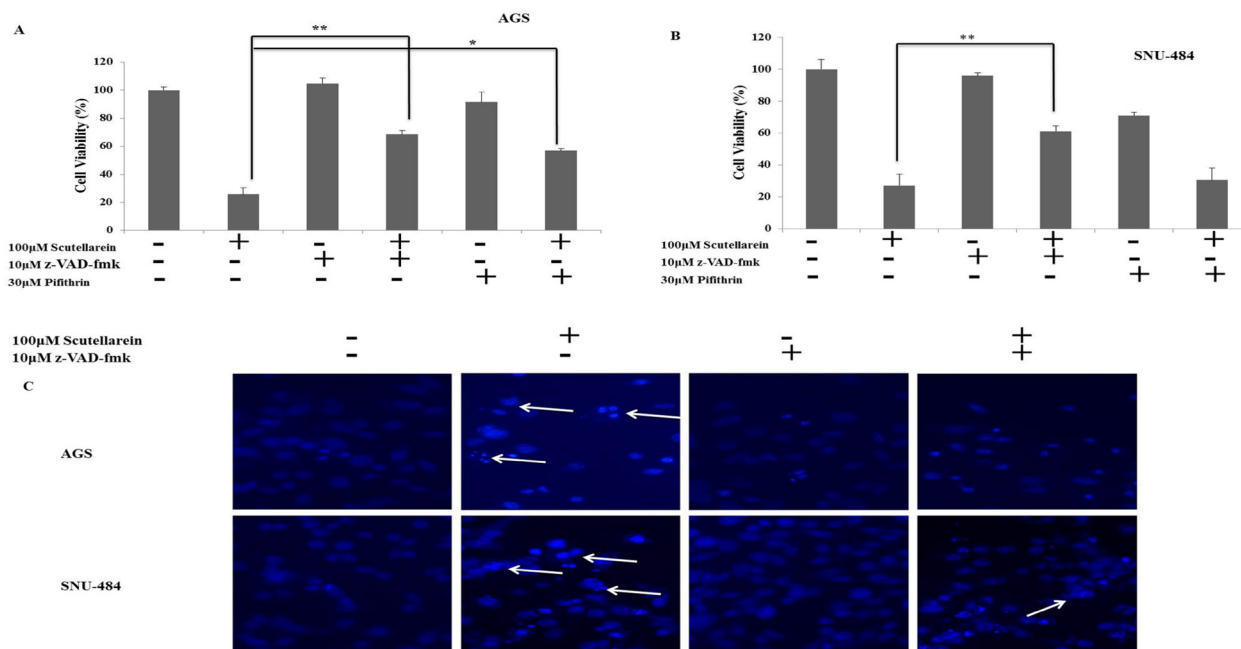 A
AGS
**
*
120
100
80
60
40
20
0
Cell Viability (%)
100μM Scutellarein - + - + - +
10μM z-VAD-fmk - - + + - -
30μM Pifithrin - - - - + +
B
SNU-484
**
120
100
80
60
40
20
0
Cell Viability (%)
100μM Scutellarein - + - + - +
10μM z-VAD-fmk - - + + - -
30μM Pifithrin - - - - + +
100μM Scutellarein - + - +
10μM z-VAD-fmk - - + +
C
AGS
SNU-484